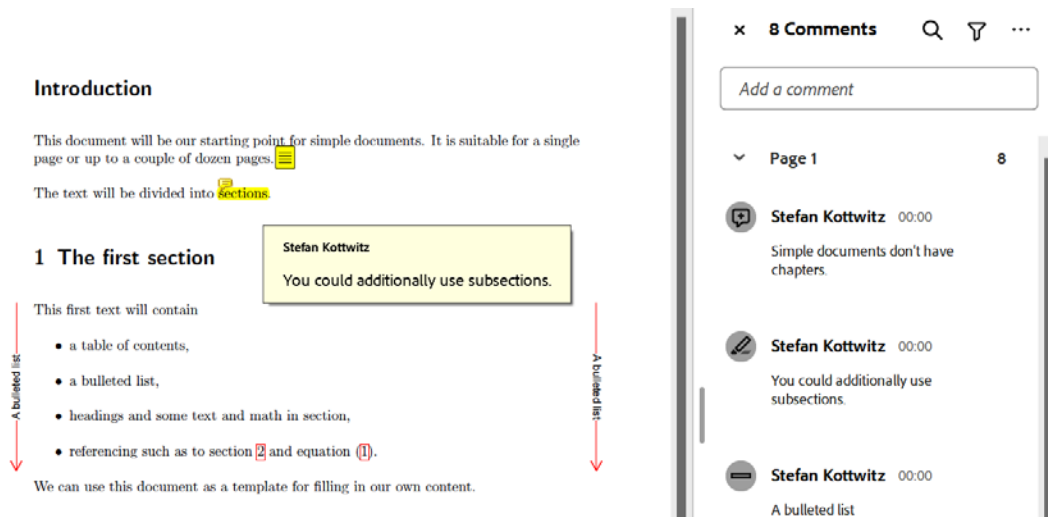 Introduction
This document will be our starting point for simple documents. It is suitable for a single
page or up to a couple of dozen pages.
The text will be divided into sections.
Stefan Kottwitz
You could additionally use subsections.
1 The first section
This first text will contain
• a table of contents,
• a bulleted list,
• headings and some text and math in section,
• referencing such as to section 2 and equation (1).
We can use this document as a template for filling in our own content.
A bulleted list
A bulleted list
8 Comments
Add a comment
Page 1 8
Stefan Kottwitz 00:00
Simple documents don't have
chapters.
Stefan Kottwitz 00:00
You could additionally use
subsections.
Stefan Kottwitz 00:00
A bulleted list